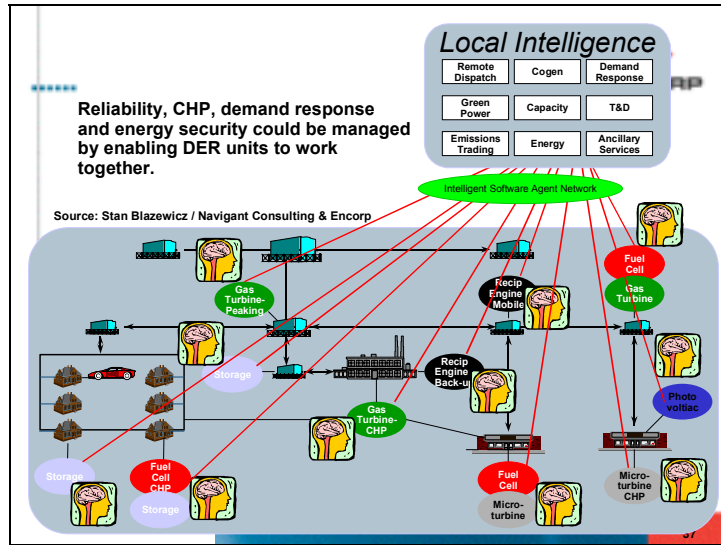 Local Intelligence
Remote
Dispatch
Cogen
Demand
Response
Green
Power
Capacity
T&D
Emissions
Trading
Energy
Ancillary
Services
Reliability, CHP, demand response
and energy security could be managed
by enabling DER units to work
together.
Intelligent Software Agent Network
Source: Stan Blazewicz / Navigant Consulting & Encorp
Gas
Turbine-
Peaking
Recip
Engine
Mobile
Fuel
Cell
Gas
Turbine
Storage
Recip
Engine
Back-up
Photo
voltiac
Gas
Turbine-
CHP
Storage
Fuel
Cell
CHP
Storage
Fuel
Cell
Micro-
turbine
Micro-
turbine
CHP
37